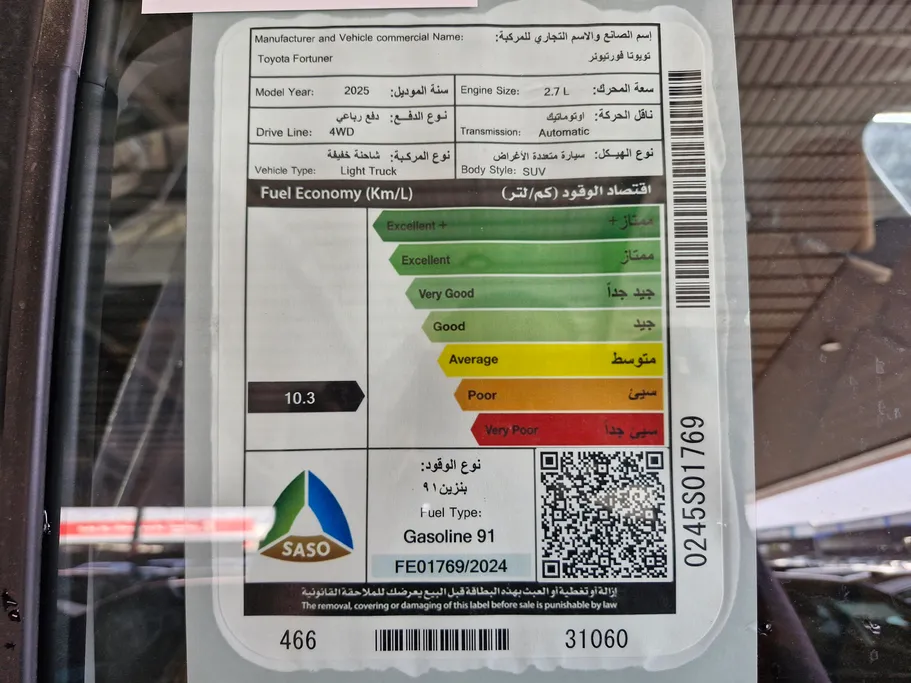 Manufacturer and Vehicle commercial Name: إسم الصانع والاسم التجاري للمركبة:
Toyota Fortuner تويوتا فورتيونر
Model Year: 2025 سنة الموديل:
Engine Size: 2.7 L سعة المحرك:
نوع الدفع: دفع رباعي
Drive Line: 4WD
ناقل الحركة: اوتوماتيك
Transmission: Automatic
نوع المركبة: شاحنة خفيفة
Vehicle Type: Light Truck
نوع الهيكل: سيارة متعددة الأغراض
Body Style: SUV
Fuel Economy (Km/L) اقتصاد الوقود (كم/لتر)
Excellent + ممتاز +
Excellent ممتاز
Very Good جيد جداً
Good جيد
Average متوسط
10.3
Poor سيئ
Very Poor سيئ جداً
SASO
نوع الوقود:
بنزين ٩١
Fuel Type:
Gasoline 91
FE01769/2024
0245S01769
إزالة أو تغطية أو العبث بهذه البطاقة قبل البيع يعرضك للملاحقة القانونية
The removal, covering or damaging of this label before sale is punishable by law
466 31060